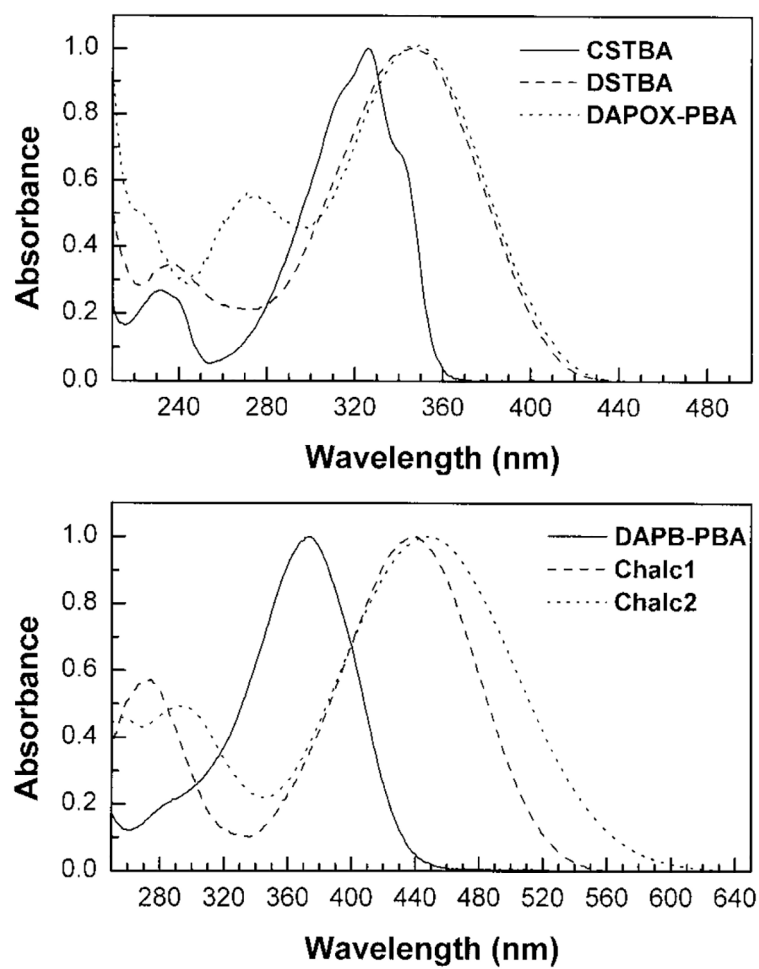 CSTBA
DSTBA
DAPOX-PBA
1.0
0.8
0.6
0.4
0.2
0.0
Absorbance
240 280 320 360 400 440 480
Wavelength (nm)
DAPB-PBA
Chalc1
Chalc2
1.0
0.8
0.6
0.4
0.2
0.0
Absorbance
280 320 360 400 440 480 520 560 600 640
Wavelength (nm)